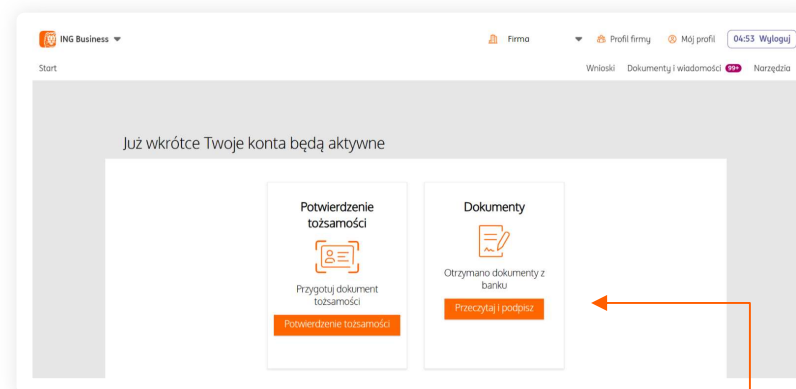 ING Business
Firma
Profil firmy
Mój profil
04:53 Wyloguj
Start
Wnioski
Dokumenty i wiadomości 99+
Narzędzia
Już wkrótce Twoje konta będą aktywne
Potwierdzenie
tożsamości
Przygotuj dokument
tożsamości
Potwierdzenie tożsamości
Dokumenty
Otrzymano dokumenty z
banku
Przeczytaj i podpisz